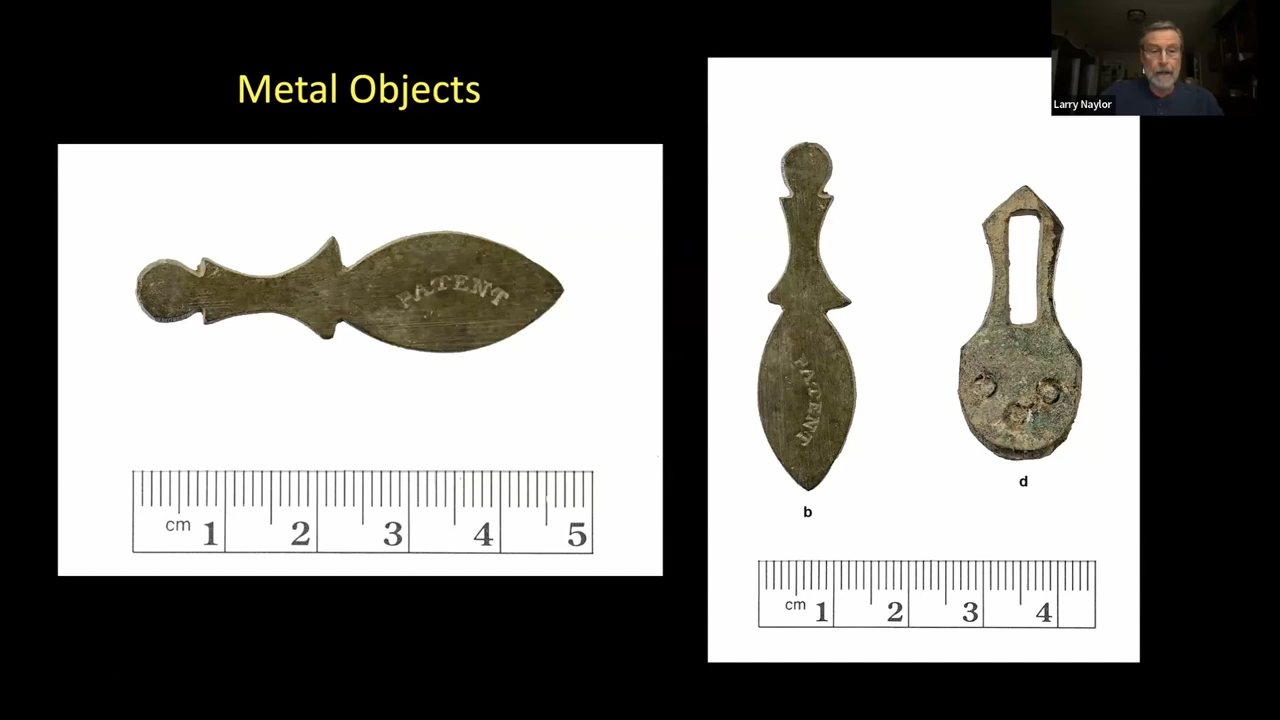 Metal Objects
Larry Naylor
PATENT
cm 1 2 3 4 5
PATENT
b
d
cm 1 2 3 4